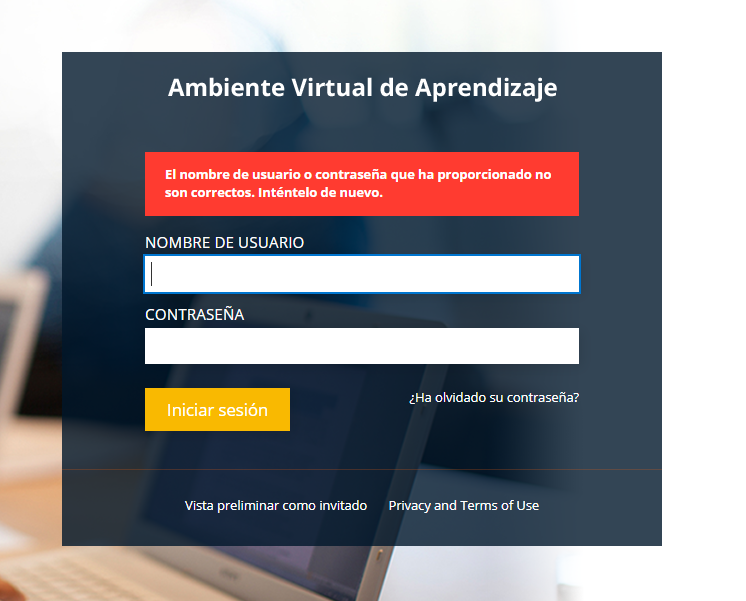 Ambiente Virtual de Aprendizaje
El nombre de usuario o contraseña que ha proporcionado no
son correctos. Inténtelo de nuevo.
NOMBRE DE USUARIO
CONTRASEÑA
Iniciar sesión
¿Ha olvidado su contraseña?
Vista preliminar como invitado
Privacy and Terms of Use